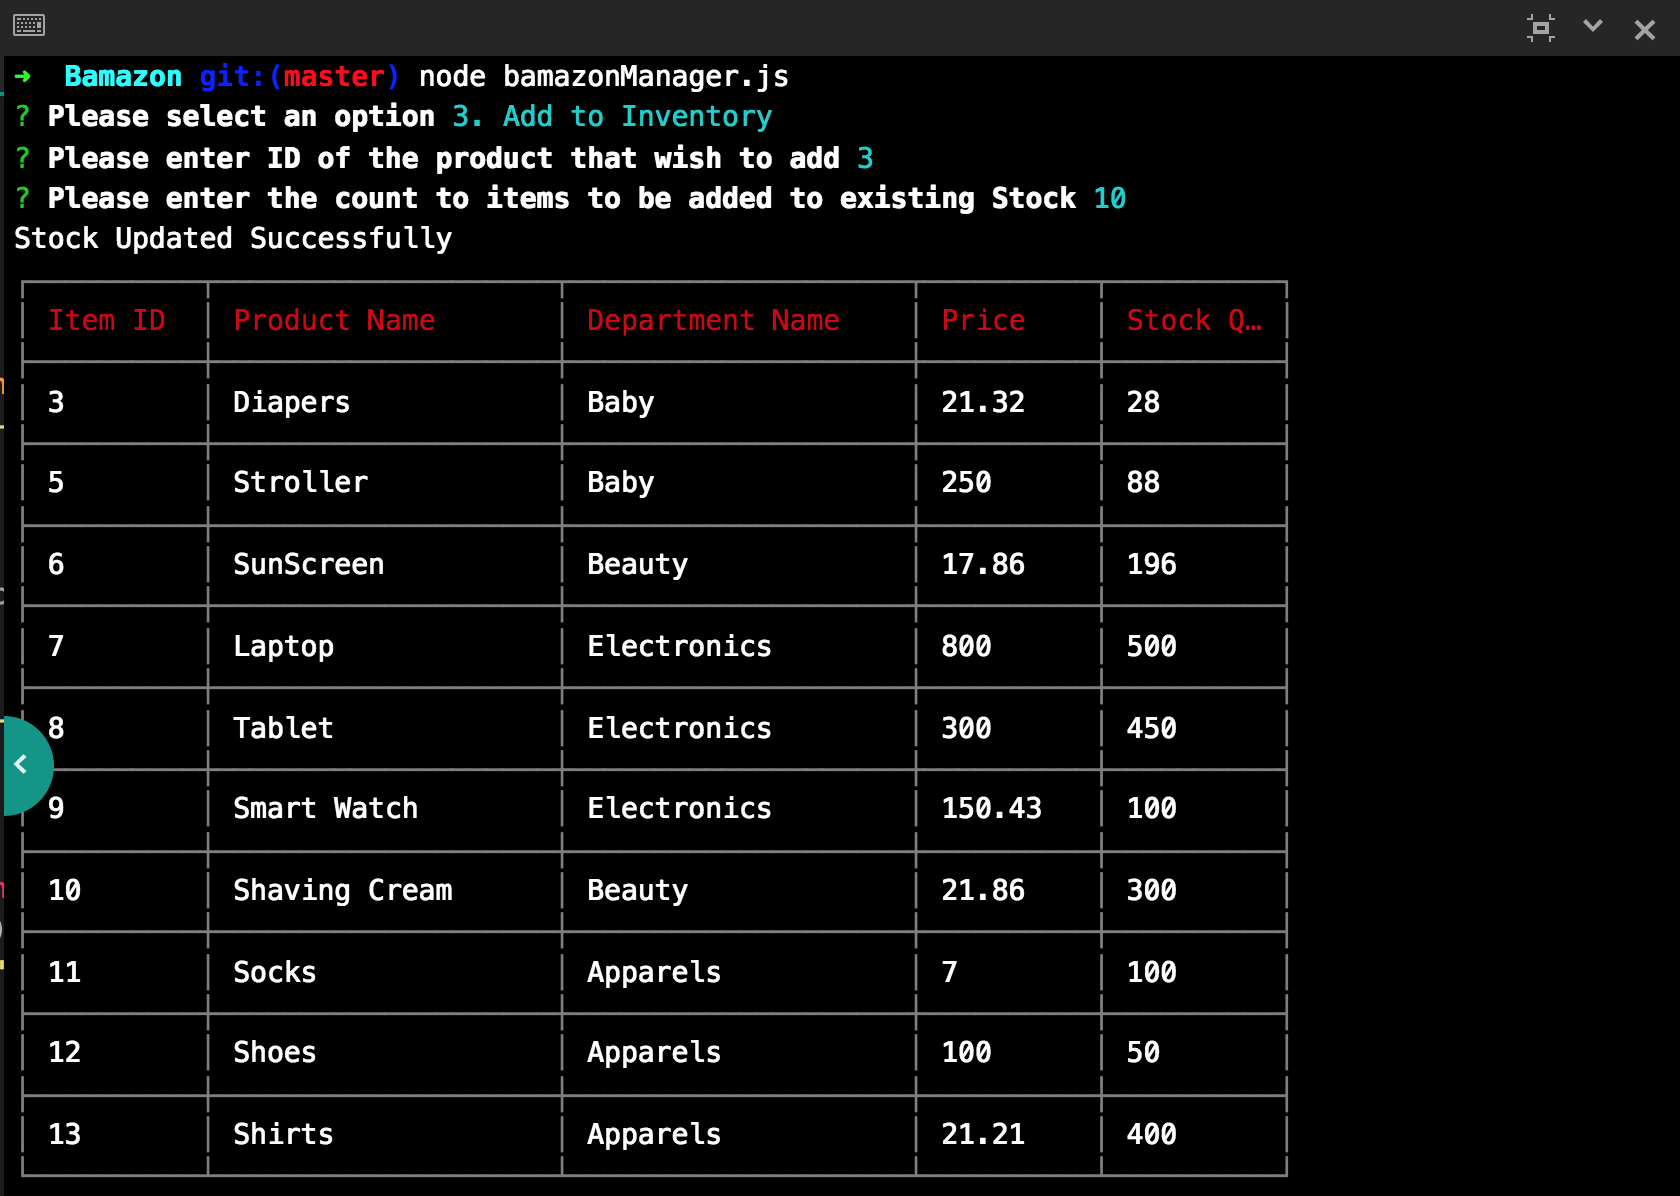 ➜  Bamazon git:(master) node bamazonManager.js
? Please select an option 3. Add to Inventory
? Please enter ID of the product that wish to add 3
? Please enter the count to items to be added to existing Stock 10
Stock Updated Successfully
Item ID Product Name Department Name Price Stock Q…
3 Diapers Baby 21.32 28
5 Stroller Baby 250 88
6 SunScreen Beauty 17.86 196
7 Laptop Electronics 800 500
8 Tablet Electronics 300 450
9 Smart Watch Electronics 150.43 100
10 Shaving Cream Beauty 21.86 300
11 Socks Apparels 7 100
12 Shoes Apparels 100 50
13 Shirts Apparels 21.21 400